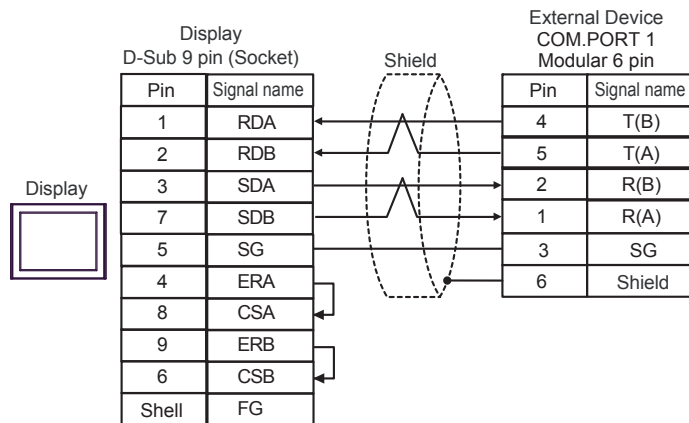 External Device
COM.PORT 1
Modular 6 pin
Display
D-Sub 9 pin (Socket)
Shield
Pin Signal name
Pin Signal name
1 RDA
4 T(B)
2 RDB
5 T(A)
3 SDA
2 R(B)
Display
7 SDB
1 R(A)
5 SG
3 SG
4 ERA
6 Shield
8 CSA
9 ERB
6 CSB
Shell FG